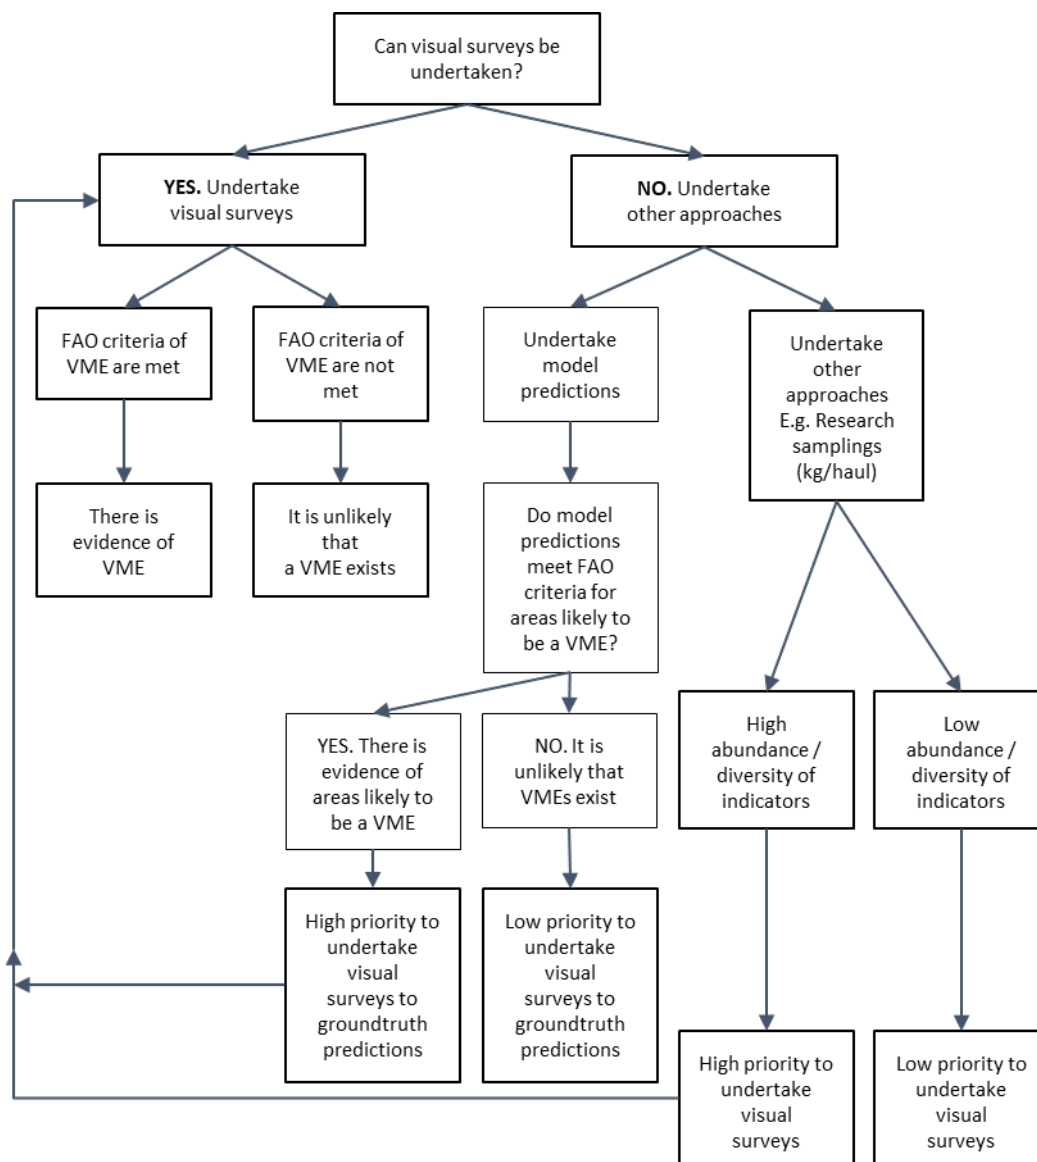 Can visual surveys be
undertaken?
YES. Undertake
visual surveys
NO. Undertake
other approaches
FAO criteria of
VME are met
FAO criteria of
VME are not
met
Undertake
model
predictions
Undertake
other
approaches
E.g. Research
samplings
(kg/haul)
There is
evidence of
VME
It is unlikely
that
a VME exists
Do model
predictions
meet FAO
criteria for
areas likely to
be a VME?
YES. There is
evidence of
areas likely to
be a VME
NO. It is
unlikely that
VMEs exist
High
abundance /
diversity of
indicators
Low
abundance /
diversity of
indicators
High priority to
undertake
visual
surveys to
groundtruth
predictions
Low priority to
undertake
visual
surveys to
groundtruth
predictions
High priority to
undertake
visual
surveys
Low priority to
undertake
visual
surveys